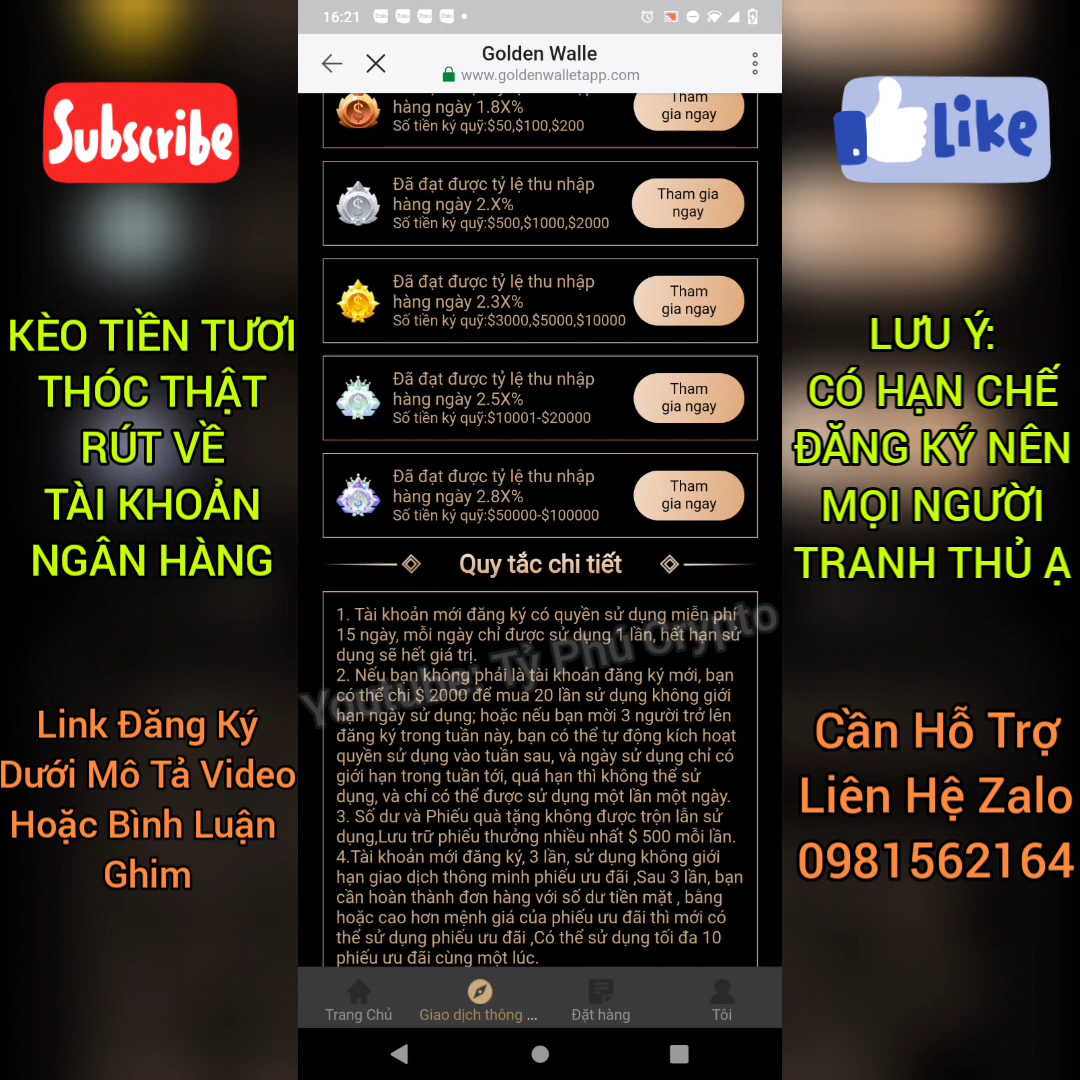 16:21
Zalo Zalo Zalo Zalo
Golden Walle
www.goldenwalletapp.com
Subscribe
Like
KÈO TIỀN TƯƠI
THÓC THẬT
RÚT VỀ
TÀI KHOẢN
NGÂN HÀNG
Link Đăng Ký
Dưới Mô Tả Video
Hoặc Bình Luận
Ghim
hàng ngày 1.8X%
Số tiền ký quỹ:$50,$100,$200
Tham
gia ngay
Đã đạt được tỷ lệ thu nhập
hàng ngày 2.X%
Số tiền ký quỹ:$500,$1000,$2000
Tham gia
ngay
Đã đạt được tỷ lệ thu nhập
hàng ngày 2.3X%
Số tiền ký quỹ:$3000,$5000,$10000
Tham
gia ngay
Đã đạt được tỷ lệ thu nhập
hàng ngày 2.5X%
Số tiền ký quỹ:$10001-$20000
Tham
gia ngay
Đã đạt được tỷ lệ thu nhập
hàng ngày 2.8X%
Số tiền ký quỹ:$50000-$100000
Tham
gia ngay
Quy tắc chi tiết
1. Tài khoản mới đăng ký có quyền sử dụng miễn phí
15 ngày, mỗi ngày chỉ được sử dụng 1 lần, hết hạn sử
dụng sẽ hết giá trị.
2. Nếu bạn không phải là tài khoản đăng ký mới, bạn
có thể chi $ 2000 để mua 20 lần sử dụng không giới
hạn ngày sử dụng; hoặc nếu bạn mời 3 người trở lên
đăng ký trong tuần này, bạn có thể tự động kích hoạt
quyền sử dụng vào tuần sau, và ngày sử dụng chỉ có
giới hạn trong tuần tới, quá hạn thì không thể sử
dụng, và chỉ có thể được sử dụng một lần một ngày.
3. Số dư và Phiếu quà tặng không được trộn lẫn sử
dụng,Lưu trữ phiếu thưởng nhiều nhất $ 500 mỗi lần.
4.Tài khoản mới đăng ký, 3 lần, sử dụng không giới
hạn giao dịch thông minh phiếu ưu đãi ,Sau 3 lần, bạn
cần hoàn thành đơn hàng với số dư tiền mặt , bằng
hoặc cao hơn mệnh giá của phiếu ưu đãi thì mới có
thể sử dụng phiếu ưu đãi ,Có thể sử dụng tối đa 10
phiếu ưu đãi cùng một lúc.
Youtube: Tỷ Phú Crypto
Trang Chủ
Giao dịch thông ...
Đặt hàng
Tôi
LƯU Ý:
CÓ HẠN CHẾ
ĐĂNG KÝ NÊN
MỌI NGƯỜI
TRANH THỦ Ạ
Cần Hỗ Trợ
Liên Hệ Zalo
0981562164